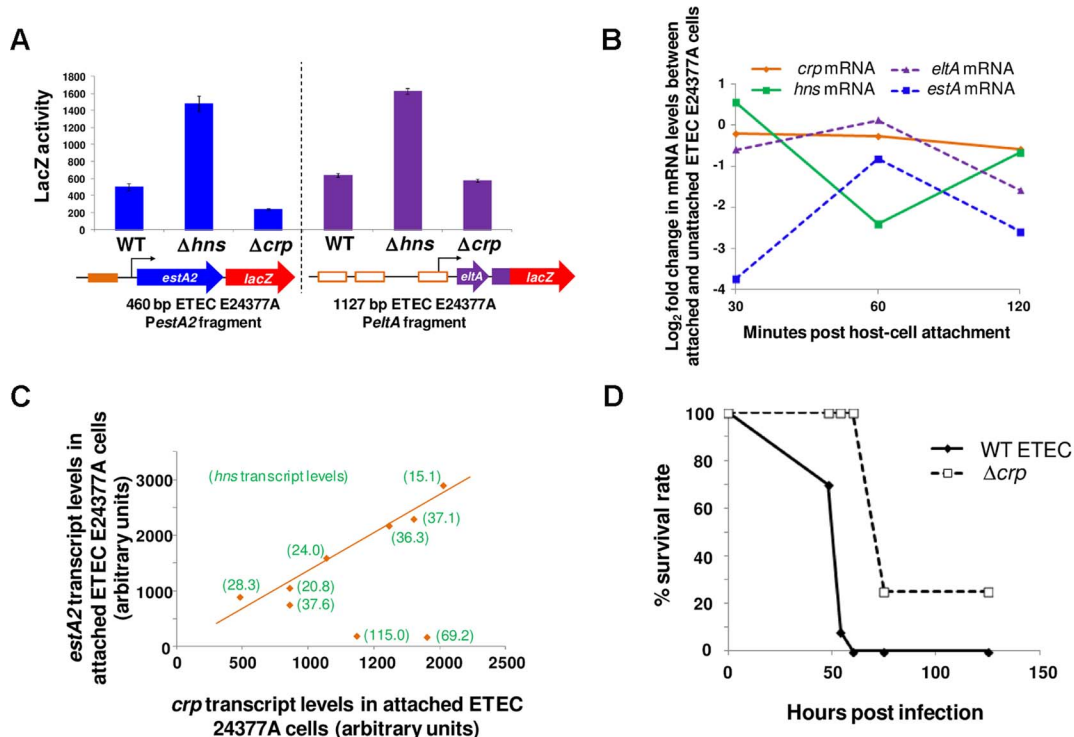 A
LacZ activity
1800
1600
1400
1200
1000
800
600
400
200
0
WT
Δhns
Δcrp
WT
Δhns
Δcrp
estA2
lacZ
eltA
lacZ
460 bp ETEC E24377A
PestA2 fragment
1127 bp ETEC E24377A
PeltA fragment
B
Log2 fold change in mRNA levels between
attached and unattached ETEC E24377A cells
crp mRNA
eltA mRNA
hns mRNA
estA mRNA
1
0
-1
-2
-3
-4
30
60
120
Minutes post host-cell attachment
C
estA2 transcript levels in
attached ETEC E24377A cells
(arbitrary units)
(hns transcript levels)
3000
2000
1000
0
(15.1)
(37.1)
(36.3)
(24.0)
(28.3)
(20.8)
(37.6)
(115.0)
(69.2)
0
500
1000
1200
2000
2500
crp transcript levels in attached ETEC
24377A cells (arbitrary units)
D
% survival rate
100
80
60
40
20
0
WT ETEC
Δcrp
0
50
100
150
Hours post infection